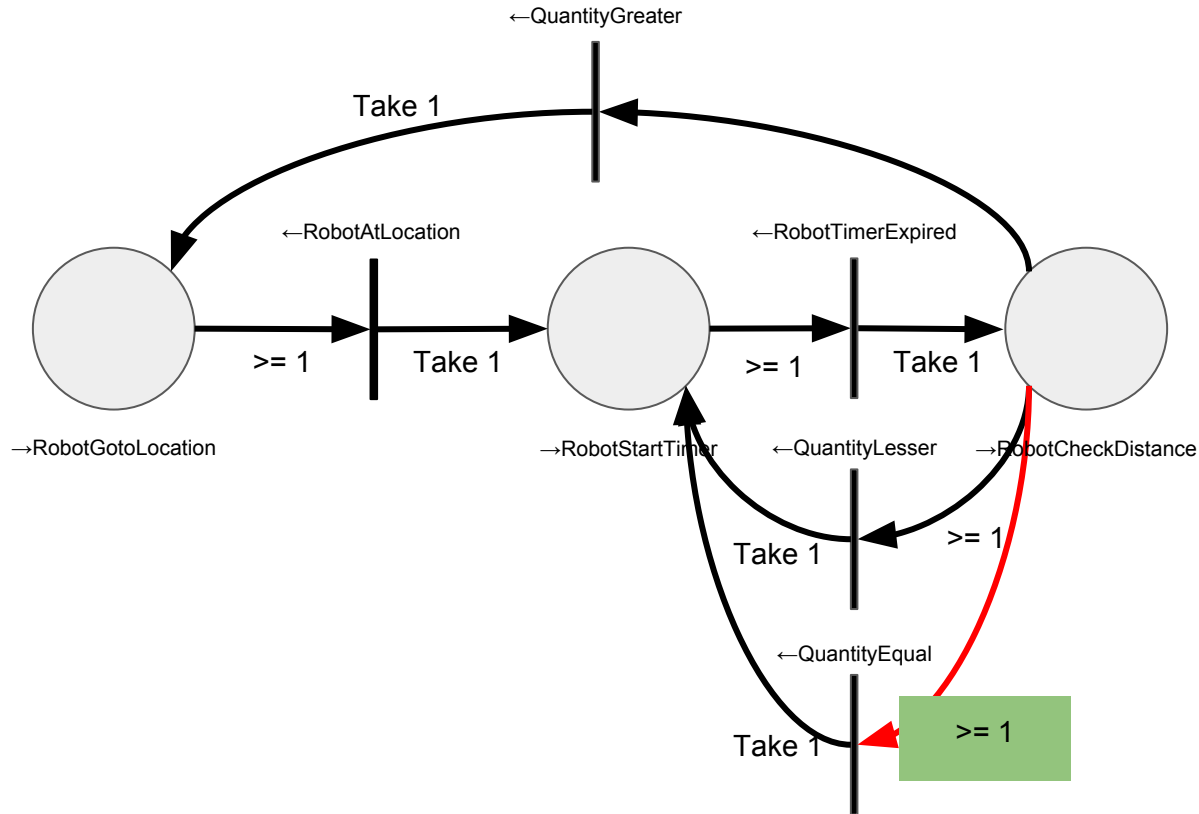 ←QuantityGreater
Take 1
←RobotAtLocation
←RobotTimerExpired
>= 1
Take 1
>= 1
Take 1
→RobotGotoLocation
→RobotStartTimer
←QuantityLesser
→RobotCheckDistance
Take 1
>= 1
←QuantityEqual
Take 1
>= 1